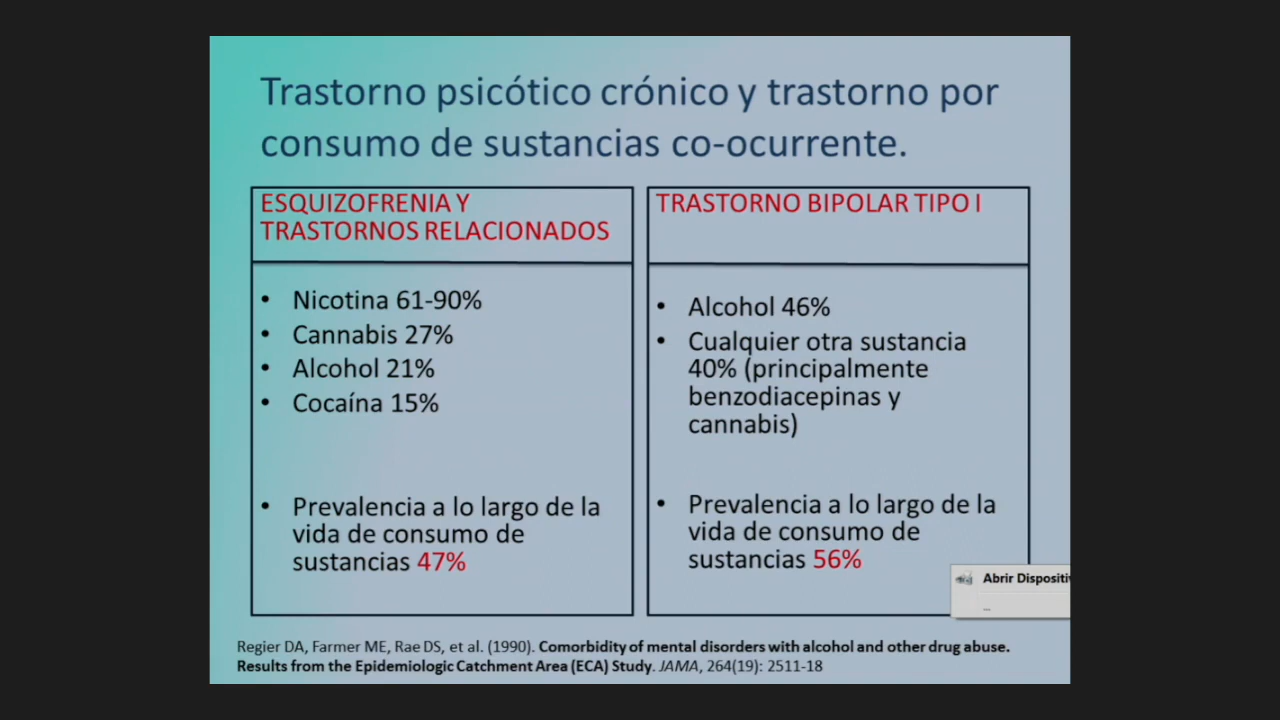 Trastorno psicótico crónico y trastorno por
consumo de sustancias co-ocurrente.
ESQUIZOFRENIA Y
TRASTORNOS RELACIONADOS
• Nicotina 61-90%
• Cannabis 27%
• Alcohol 21%
• Cocaína 15%
• Prevalencia a lo largo de la
vida de consumo de
sustancias 47%
TRASTORNO BIPOLAR TIPO I
• Alcohol 46%
• Cualquier otra sustancia
40% (principalmente
benzodiacepinas y
cannabis)
• Prevalencia a lo largo de la
vida de consumo de
sustancias 56%
Abrir Dispositiv
...
Regier DA, Farmer ME, Rae DS, et al. (1990). Comorbidity of mental disorders with alcohol and other drug abuse.
Results from the Epidemiologic Catchment Area (ECA) Study. JAMA, 264(19): 2511-18